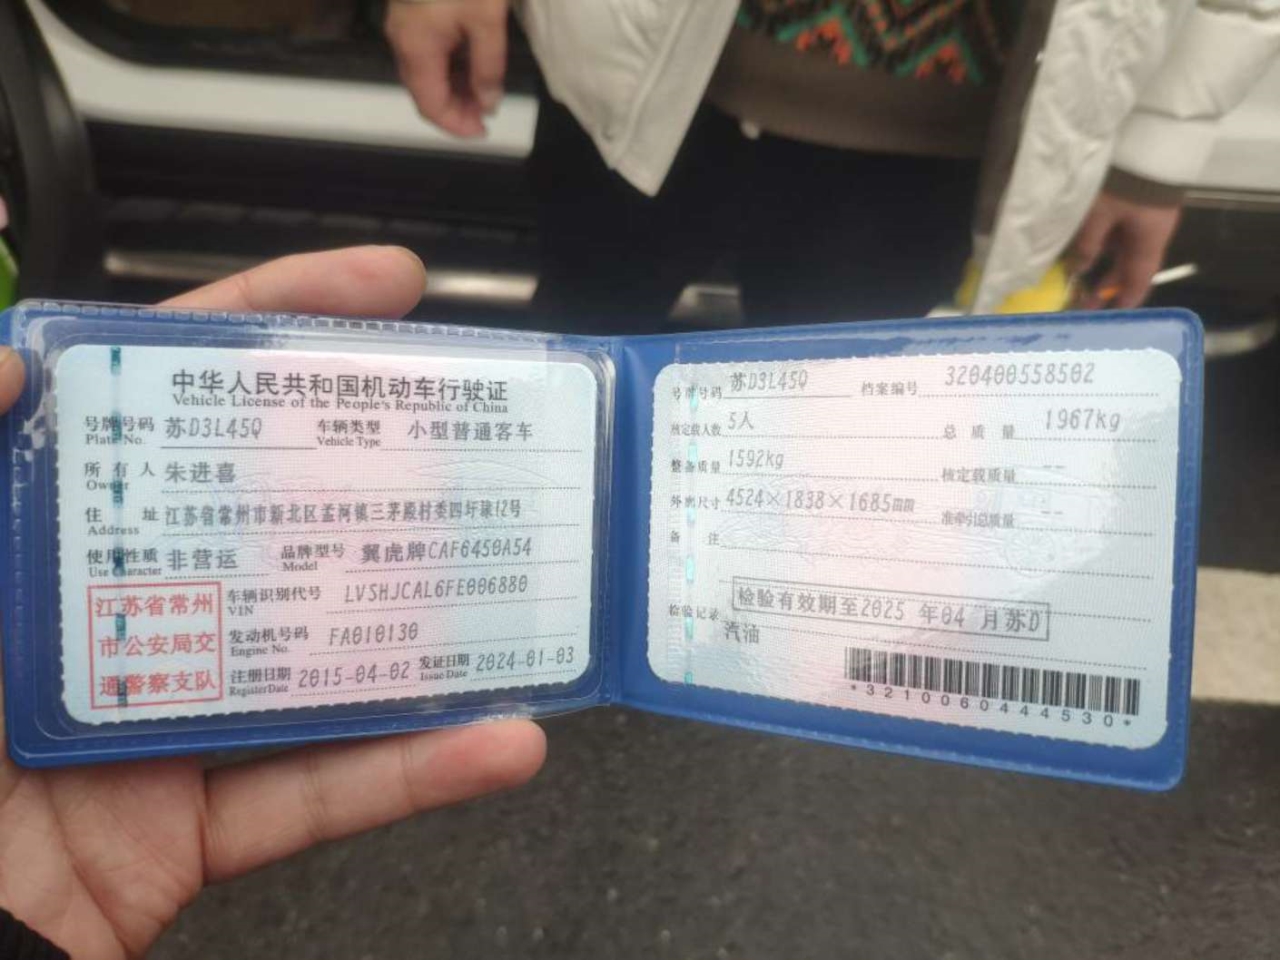 中华人民共和国机动车行驶证
Vehicle License of the People's Republic of China
号牌号码 苏D3L45Q 车辆类型 小型普通客车
Plate No. Vehicle Type
所有人 朱进喜
Owner
住址 江苏省常州市新北区孟河镇三茅殿村委四圩埭12号
Address
使用性质 非营运 品牌型号 翼虎牌CAF6450A54
Use Character Model
江苏省常州
市公安局交
通警察支队
车辆识别代号 LVSHJCAL6FE006880
VIN
发动机号码 FA010130
Engine No.
注册日期 2015-04-02 发证日期 2024-01-03
Register Date Issue Date
号牌号码 苏D3L45Q 档案编号 320400558502
核定载人数 5人 总质量 1967kg
整备质量 1592kg 核定载质量 --
外廓尺寸 4524×1838×1685mm 准牵引总质量 --
备注
检验记录 检验有效期至2025年04月苏D
汽油
*3210060444530*